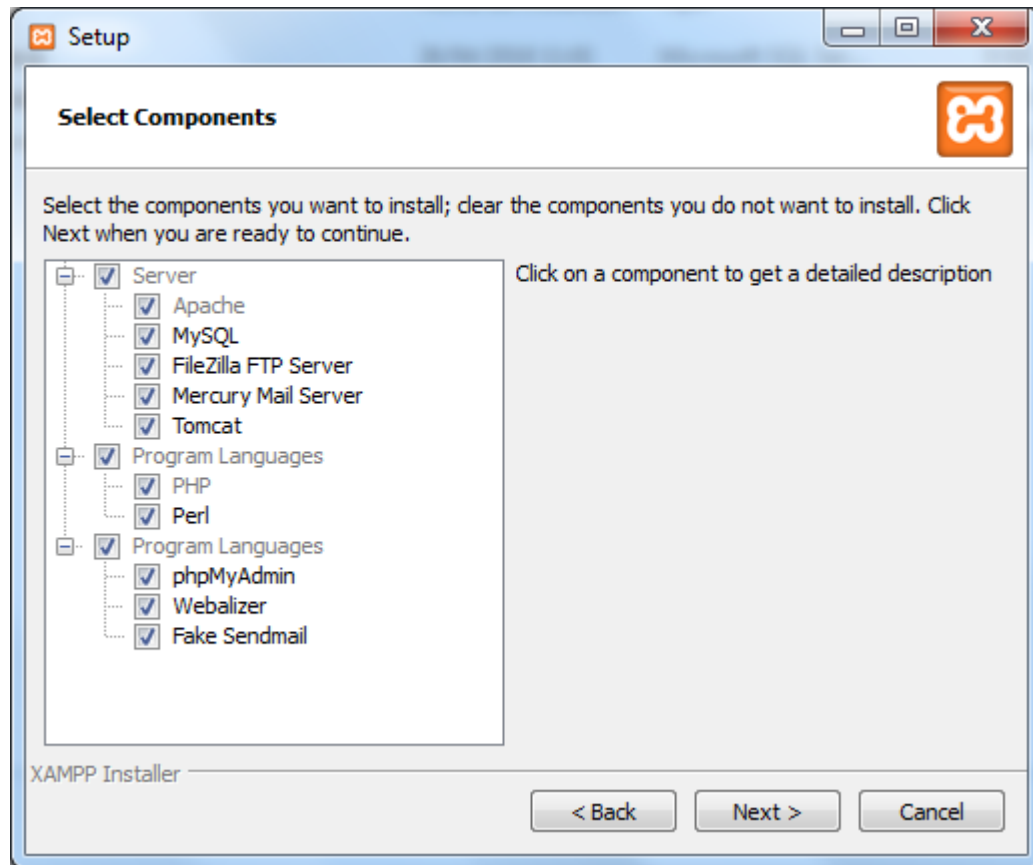 Setup
Select Components
Select the components you want to install; clear the components you do not want to install. Click
Next when you are ready to continue.
Server
Apache
MySQL
FileZilla FTP Server
Mercury Mail Server
Tomcat
Program Languages
PHP
Perl
Program Languages
phpMyAdmin
Webalizer
Fake Sendmail
Click on a component to get a detailed description
XAMPP Installer
< Back
Next >
Cancel